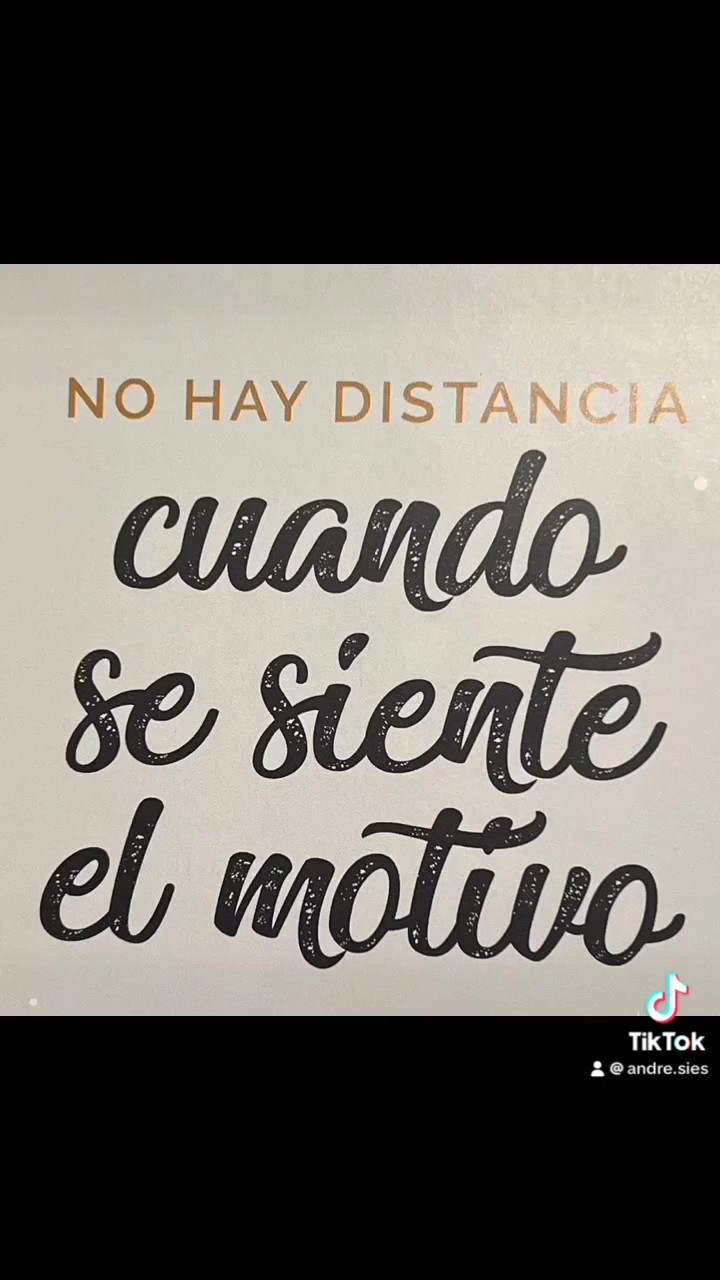 NO HAY DISTANCIA
cuando
se siente
el motivo
TikTok
@andre.sies